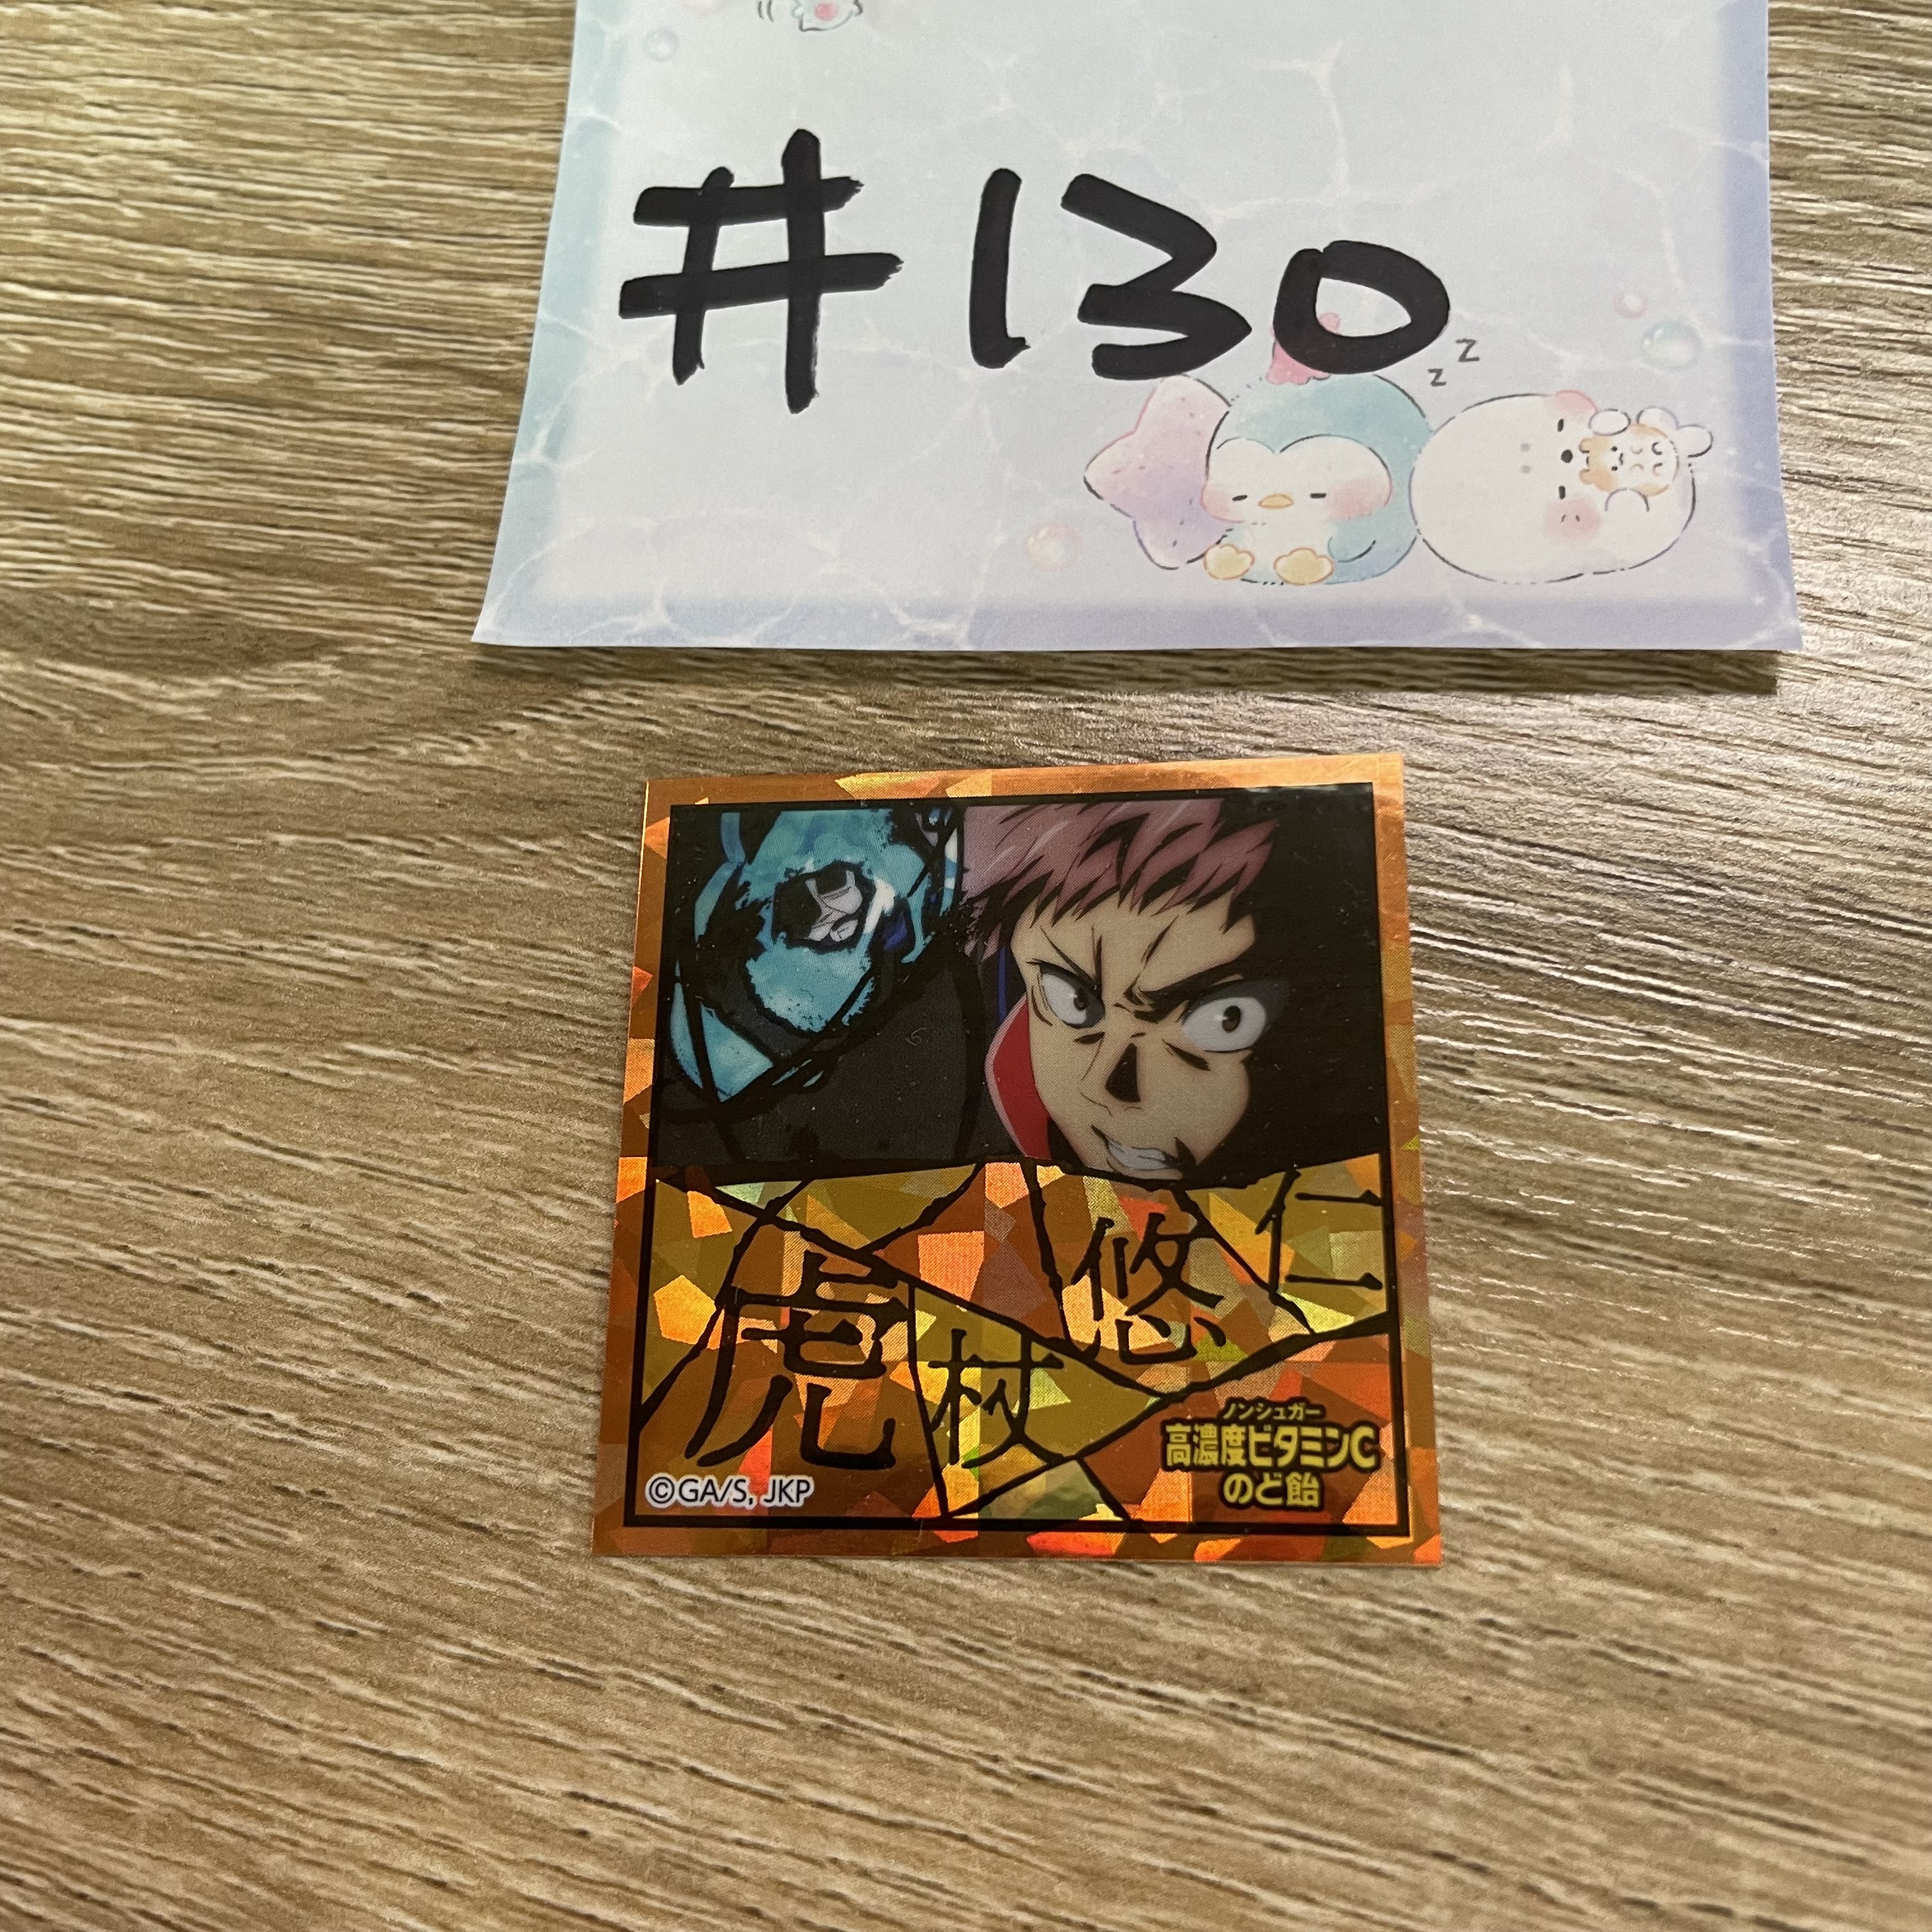 #130
z
z
虎杖悠仁
ノンシュガー
高濃度ビタミンC
のど飴
©GA/S, JKP